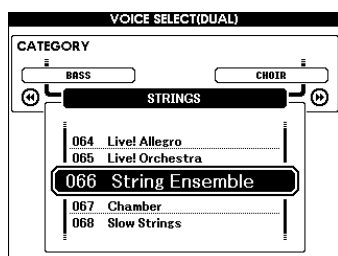 VOICE SELECT(DUAL)
CATEGORY
BASS CHOIR
STRINGS
064 Live! Allegro
065 Live! Orchestra
066 String Ensemble
067 Chamber
068 Slow Strings